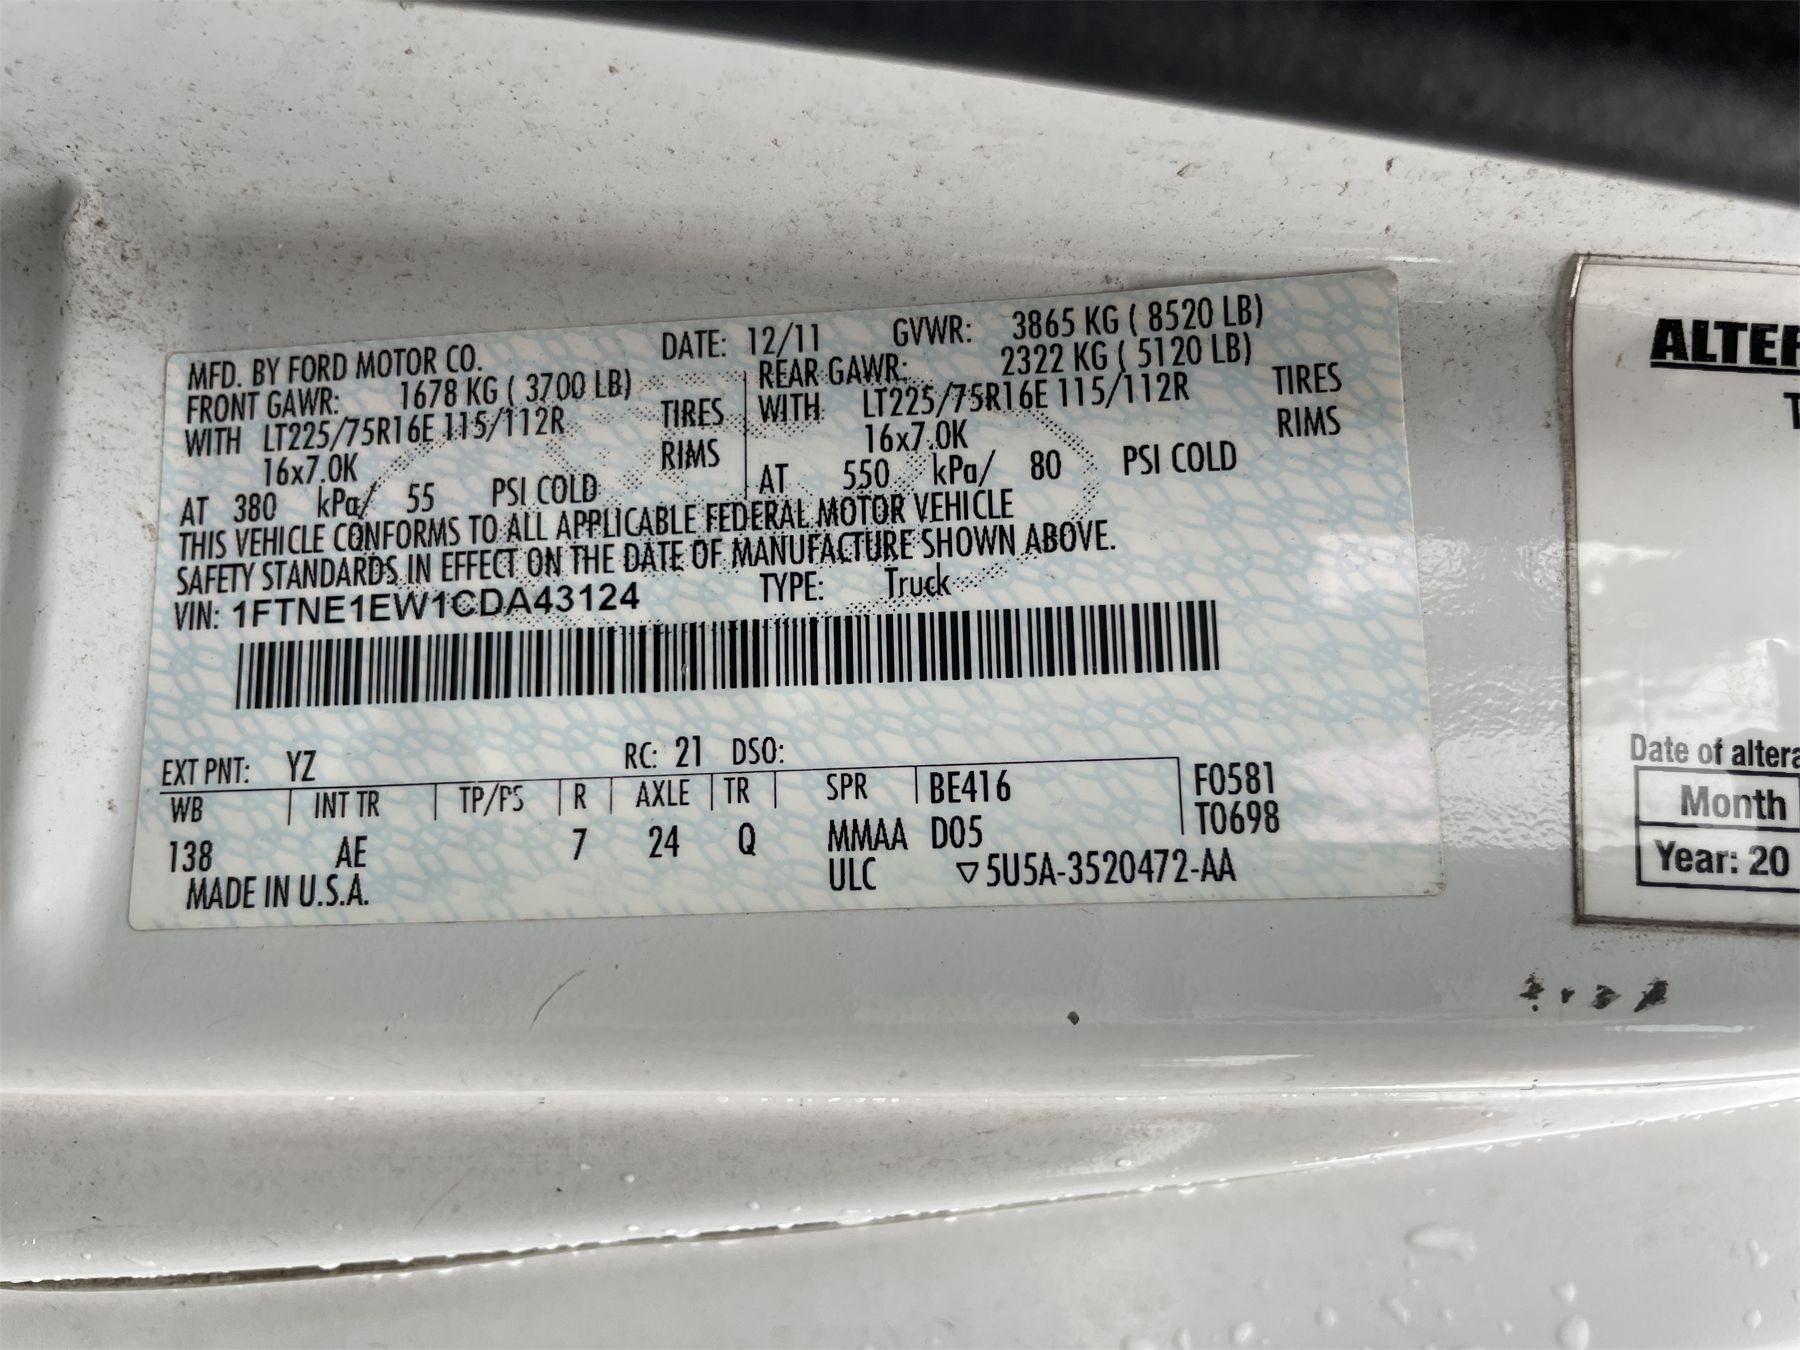 MFD. BY FORD MOTOR CO. DATE: 12/11 GVWR: 3865 KG ( 8520 LB)
FRONT GAWR: 1678 KG ( 3700 LB) REAR GAWR: 2322 KG ( 5120 LB)
WITH LT225/75R16E 115/112R TIRES WITH LT225/75R16E 115/112R TIRES
16x7.0K RIMS 16x7.0K RIMS
AT 380 kPa/ 55 PSI COLD AT 550 kPa/ 80 PSI COLD
THIS VEHICLE CONFORMS TO ALL APPLICABLE FEDERAL MOTOR VEHICLE
SAFETY STANDARDS IN EFFECT ON THE DATE OF MANUFACTURE SHOWN ABOVE.
VIN: 1FTNE1EW1CDA43124 TYPE: Truck
EXT PNT: YZ RC: 21 DSO:
WB INT TR TP/PS R AXLE TR SPR BE416 F0581
138 AE 7 24 Q MMAA D05 T0698
MADE IN U.S.A. ULC ▽5U5A-3520472-AA
ALTER
T
Date of altera
Month
Year: 20